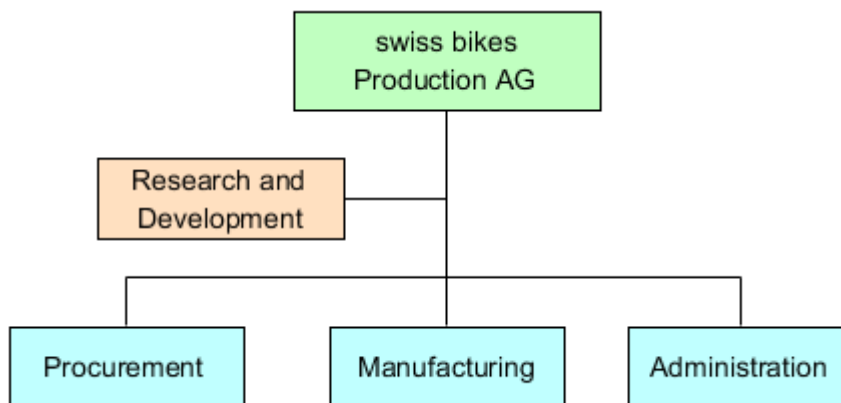 swiss bikes
Production AG
Research and
Development
Procurement
Manufacturing
Administration